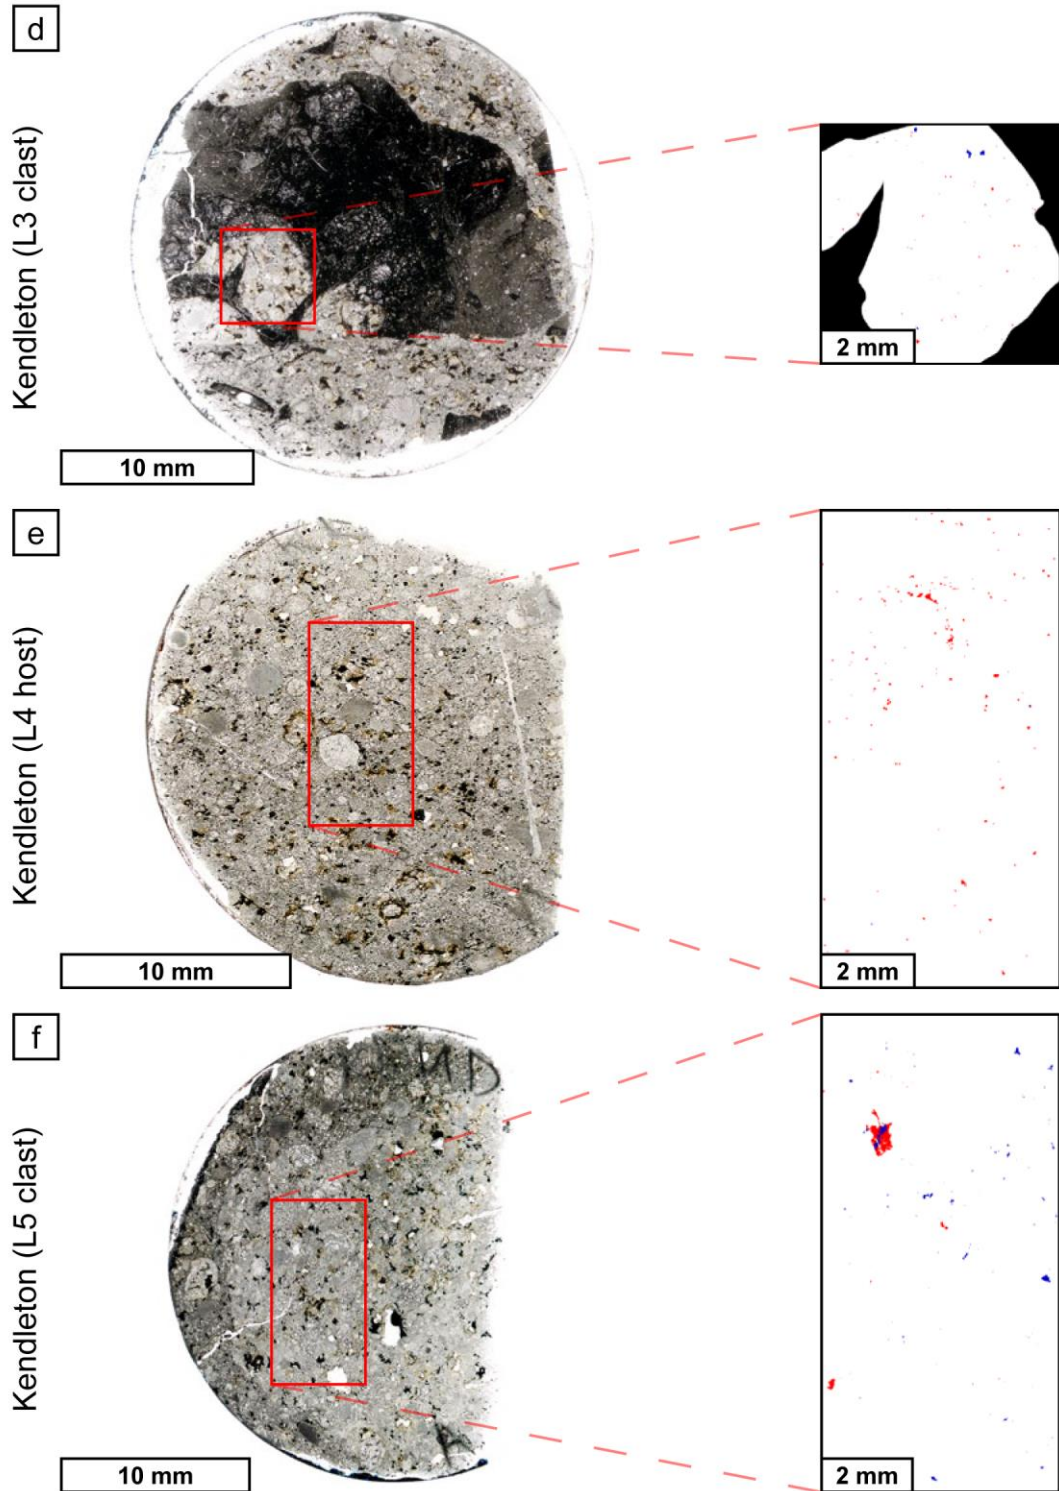 d
Kendleton (L3 clast)
10 mm
2 mm
e
Kendleton (L4 host)
10 mm
2 mm
f
Kendleton (L5 clast)
10 mm
2 mm